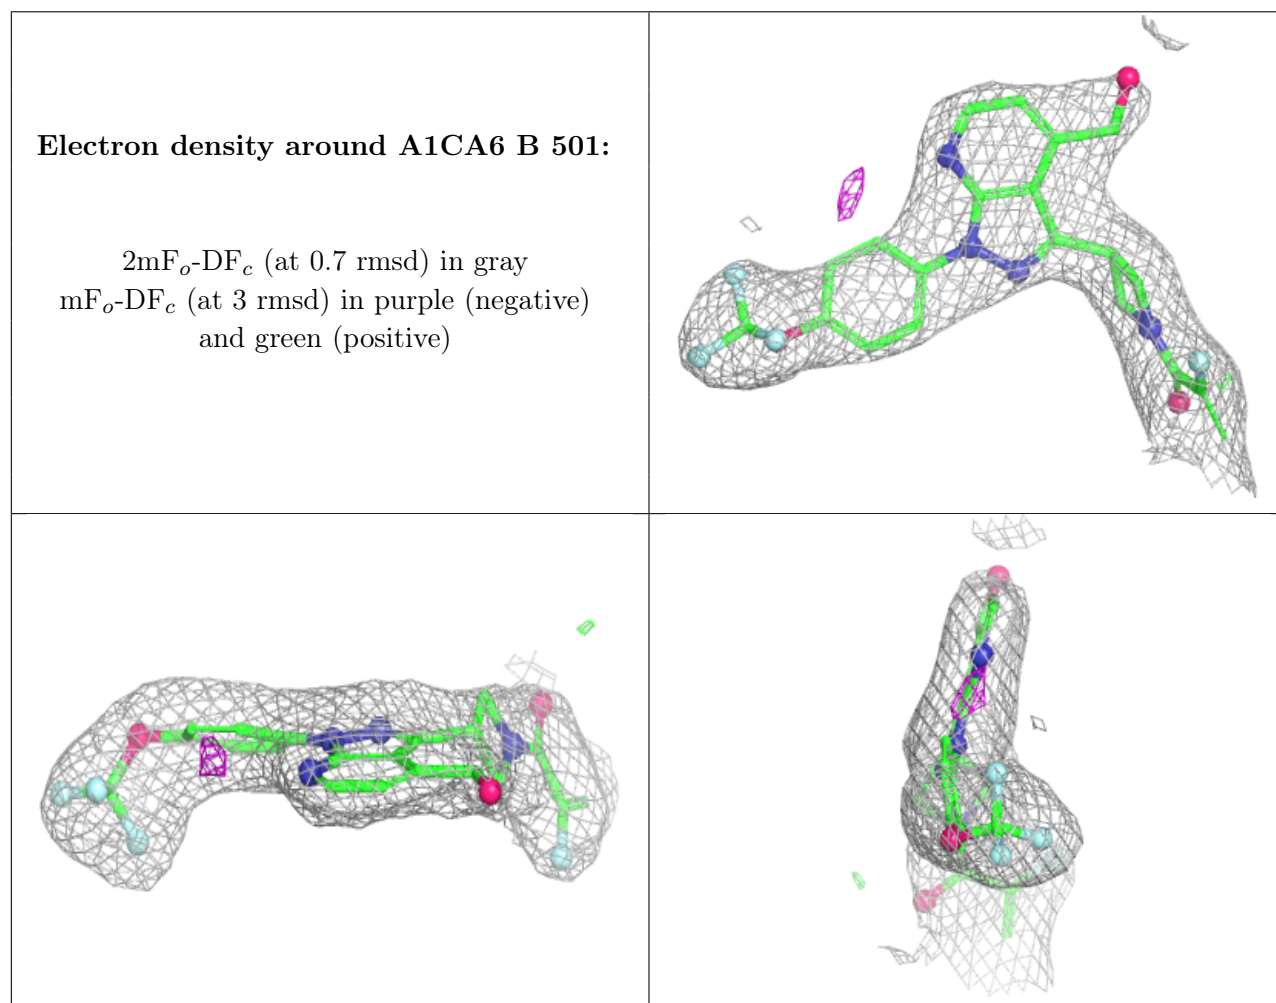 Electron density around A1CA6 B 501:
2mFo-DFc (at 0.7 rmsd) in gray
mFo-DFc (at 3 rmsd) in purple (negative)
and green (positive)